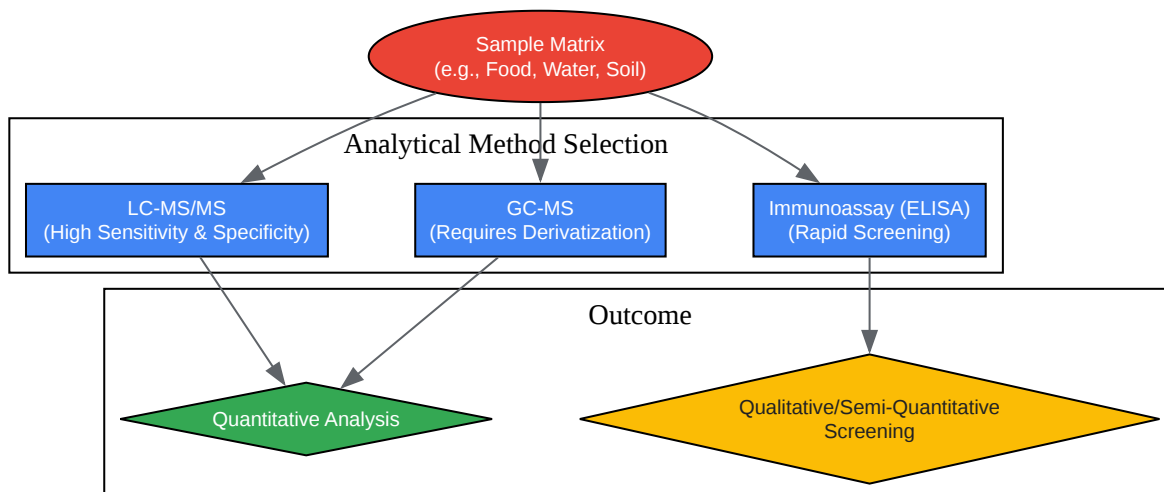 Sample Matrix
(e.g., Food, Water, Soil)
Analytical Method Selection
LC-MS/MS
(High Sensitivity & Specificity)
GC-MS
(Requires Derivatization)
Immunoassay (ELISA)
(Rapid Screening)
Outcome
Quantitative Analysis
Qualitative/Semi-Quantitative
Screening